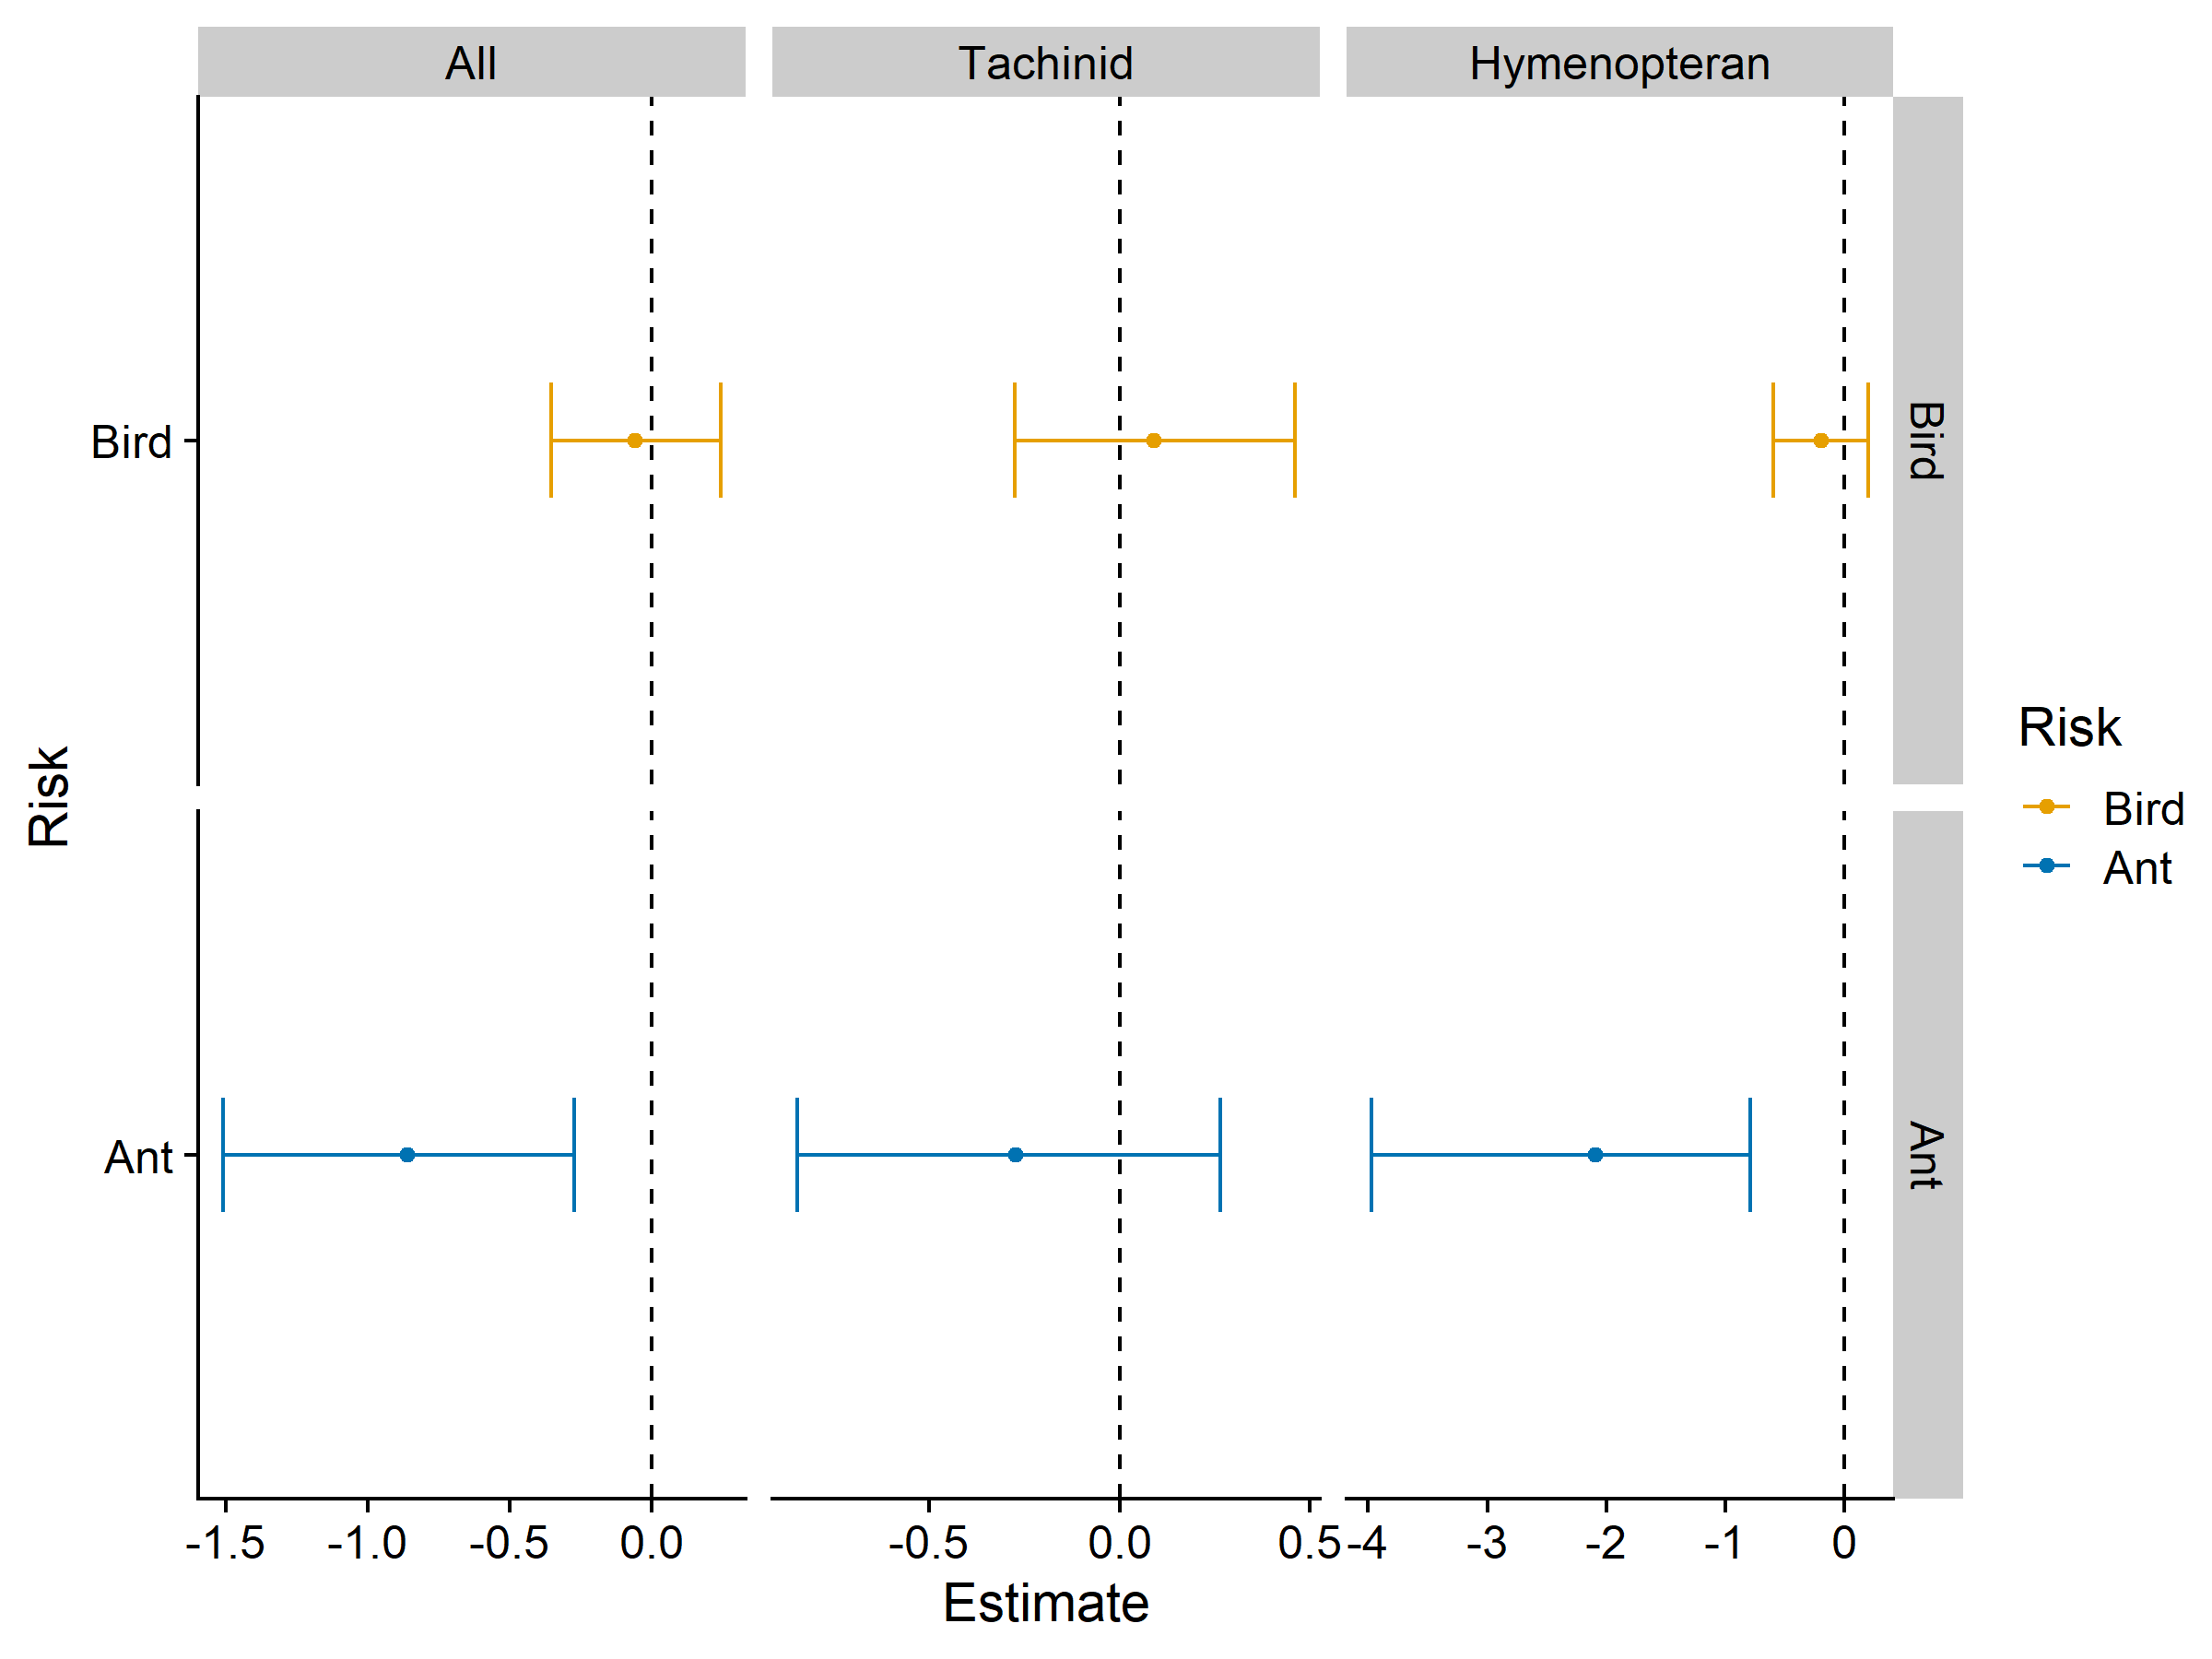 All
Tachinid
Hymenopteran
Bird
Bird
Ant
Ant
Risk
-1.5 -1.0 -0.5 0.0
-0.5 0.0 0.5
-4 -3 -2 -1 0
Estimate
Risk
Bird
Ant